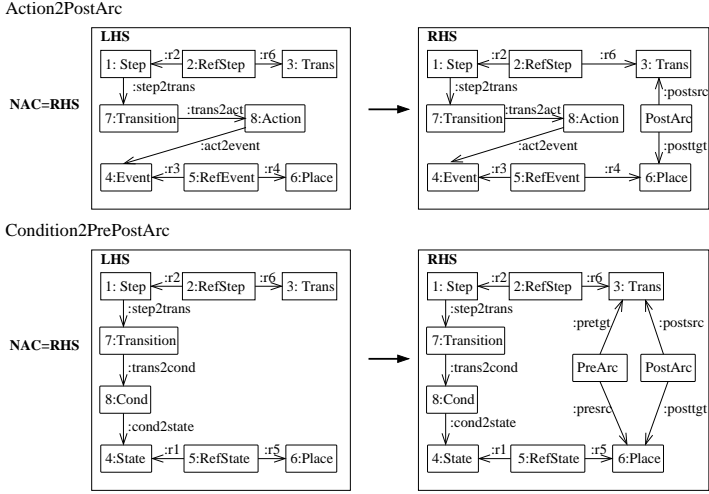 Action2PostArc
LHS
RHS
1: Step
:r2
2:RefStep
:r6
3: Trans
1: Step
:r2
2:RefStep
:r6
3: Trans
:step2trans
:step2trans
:postsrc
NAC=RHS
7:Transition
:trans2act
8:Action
7:Transition
:trans2act
8:Action
PostArc
:act2event
:act2event
:posttgt
4:Event
:r3
5:RefEvent
:r4
6:Place
4:Event
:r3
5:RefEvent
:r4
6:Place
Condition2PrePostArc
LHS
RHS
1: Step
:r2
2:RefStep
:r6
3: Trans
1: Step
:r2
2:RefStep
:r6
3: Trans
:step2trans
:step2trans
:pretgt
:postsrc
NAC=RHS
7:Transition
7:Transition
:trans2cond
:trans2cond
PreArc
PostArc
8:Cond
8:Cond
:presrc
:posttgt
:cond2state
:cond2state
4:State
:r1
5:RefState
:r5
6:Place
4:State
:r1
5:RefState
:r5
6:Place